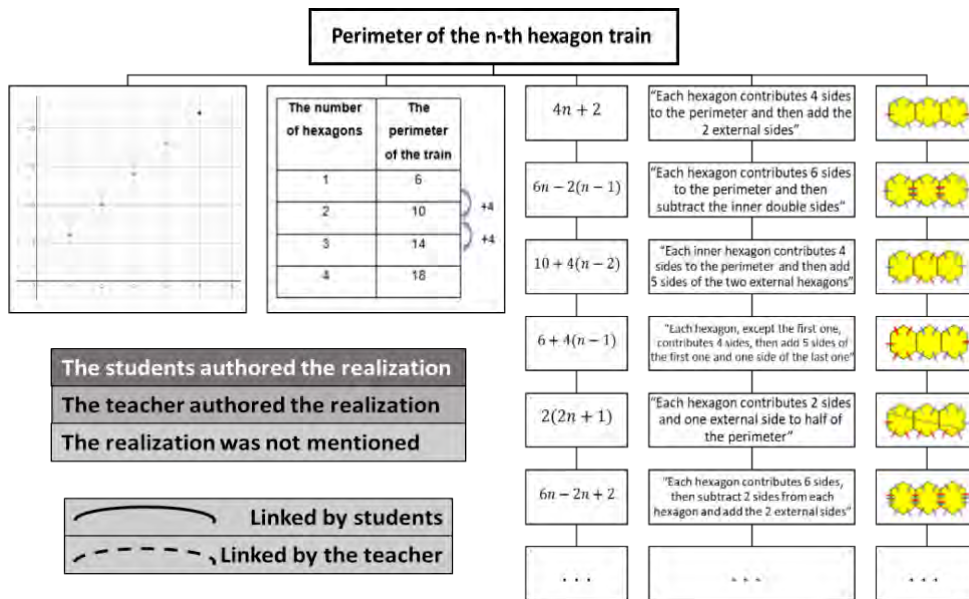 Perimeter of the n-th hexagon train
The number
of hexagons
The
perimeter
of the train
1 6
2 10
3 14
4 18
+4
+4
4n + 2
"Each hexagon contributes 4 sides
to the perimeter and then add the
2 external sides"
6n − 2(n − 1)
"Each hexagon contributes 6 sides
to the perimeter and then
subtract the inner double sides"
10 + 4(n − 2)
"Each inner hexagon contributes 4
sides to the perimeter and then add
5 sides of the two external hexagons"
6 + 4(n − 1)
"Each hexagon, except the first one,
contributes 4 sides, then add 5 sides of
the first one and one side of the last one"
2(2n + 1)
"Each hexagon contributes 2 sides
and one external side to half of
the perimeter"
6n − 2n + 2
"Each hexagon contributes 6 sides,
then subtract 2 sides from each
hexagon and add the 2 external sides"
. . .
. . .
. . .
The students authored the realization
The teacher authored the realization
The realization was not mentioned
Linked by students
Linked by the teacher